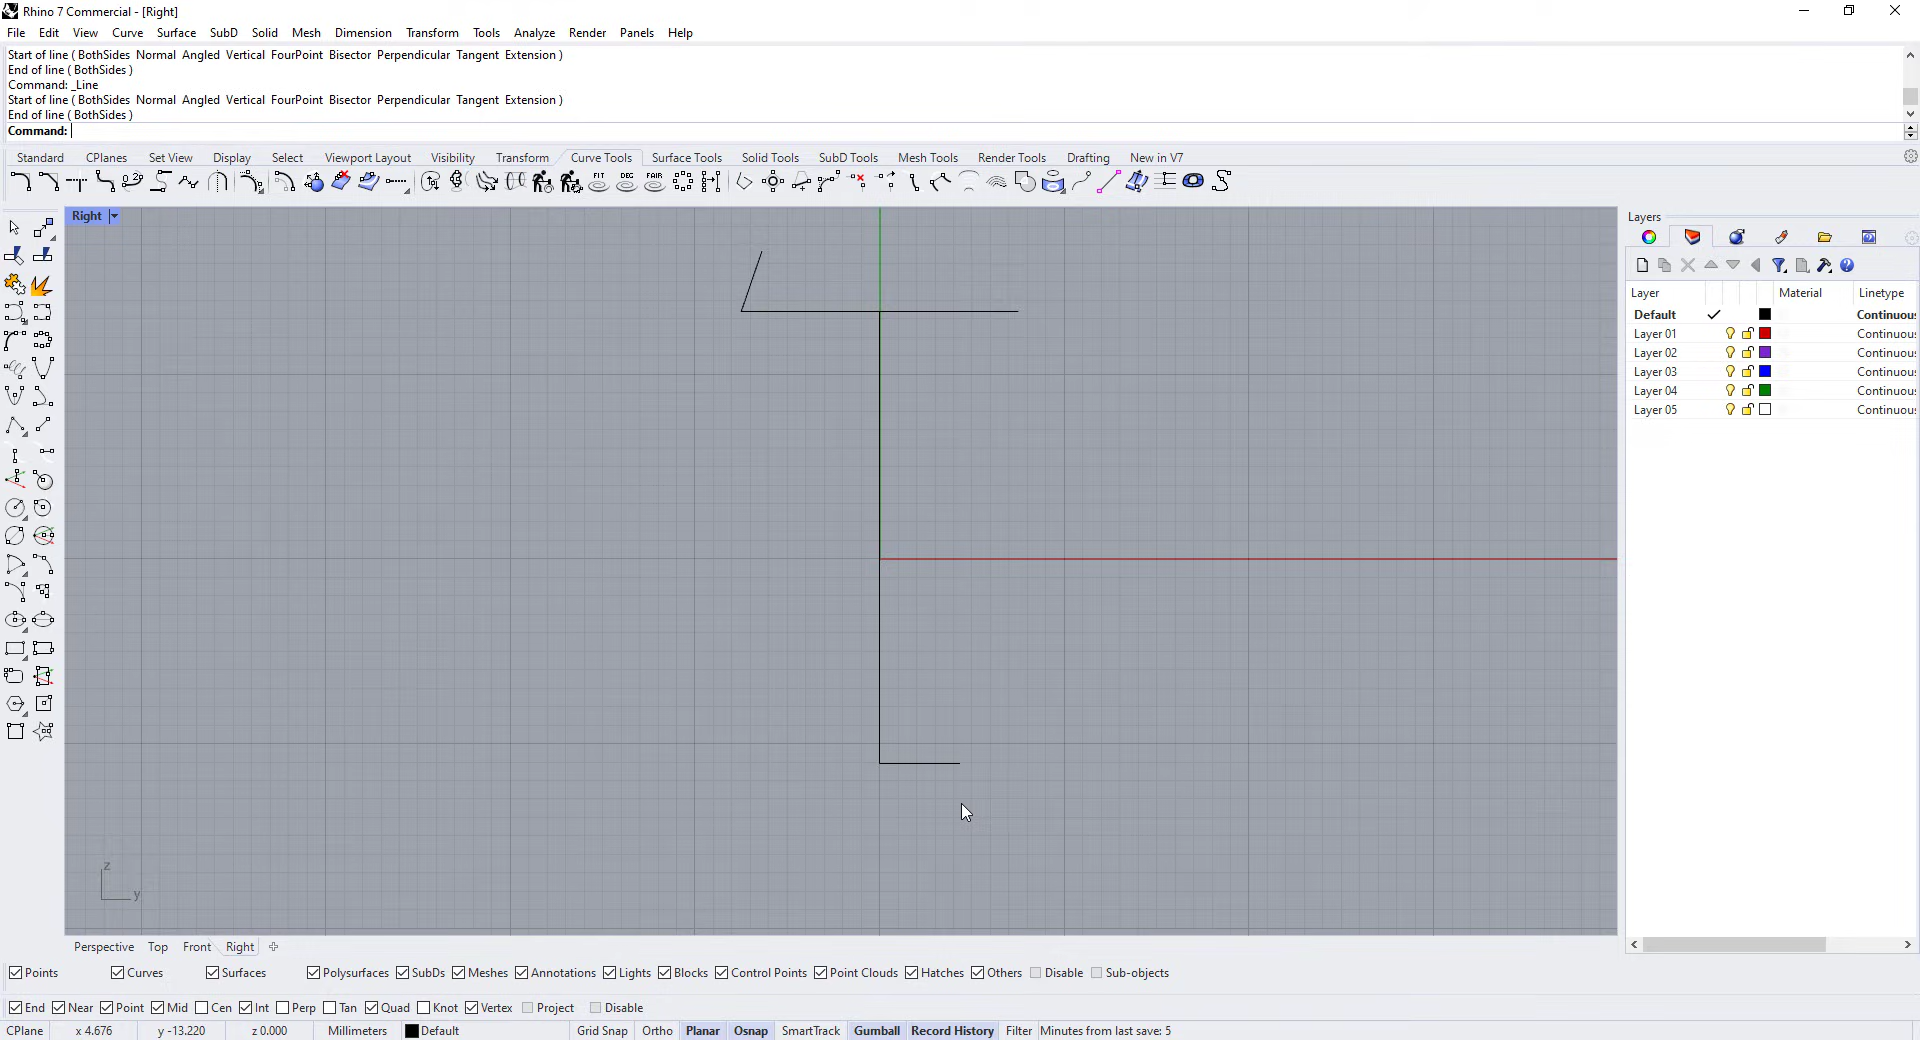 Rhino 7 Commercial - [Right]
File Edit View Curve Surface SubD Solid Mesh Dimension Transform Tools Analyze Render Panels Help
Start of line ( BothSides Normal Angled Vertical FourPoint Bisector Perpendicular Tangent Extension )
End of line ( BothSides )
Command: _Line
Start of line ( BothSides Normal Angled Vertical FourPoint Bisector Perpendicular Tangent Extension )
End of line ( BothSides )
Command:
Standard CPlanes Set View Display Select Viewport Layout Visibility Transform Curve Tools Surface Tools Solid Tools SubD Tools Mesh Tools Render Tools Drafting New in V7
FIT DEG FAIR
Right
Layers
Layer Material Linetype
Default Continuous
Layer 01 Continuous
Layer 02 Continuous
Layer 03 Continuous
Layer 04 Continuous
Layer 05 Continuous
z
y
Perspective Top Front Right
Points Curves Surfaces Polysurfaces SubDs Meshes Annotations Lights Blocks Control Points Point Clouds Hatches Others Disable Sub-objects
End Near Point Mid Cen Int Perp Tan Quad Knot Vertex Project Disable
CPlane x 4.676 y -13.220 z 0.000 Millimeters Default Grid Snap Ortho Planar Osnap SmartTrack Gumball Record History Filter Minutes from last save: 5